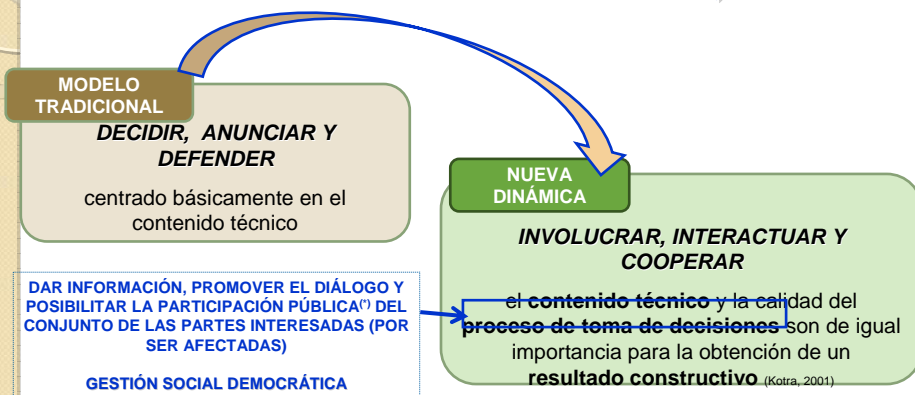 MODELO
TRADICIONAL
DECIDIR, ANUNCIAR Y
DEFENDER
centrado básicamente en el
contenido técnico
NUEVA
DINÁMICA
INVOLUCRAR, INTERACTUAR Y
COOPERAR
el contenido técnico y la calidad del
proceso de toma de decisiones son de igual
importancia para la obtención de un
resultado constructivo (Kotra, 2001)
DAR INFORMACIÓN, PROMOVER EL DIÁLOGO Y
POSIBILITAR LA PARTICIPACIÓN PÚBLICA(*) DEL
CONJUNTO DE LAS PARTES INTERESADAS (POR
SER AFECTADAS)
GESTIÓN SOCIAL DEMOCRÁTICA